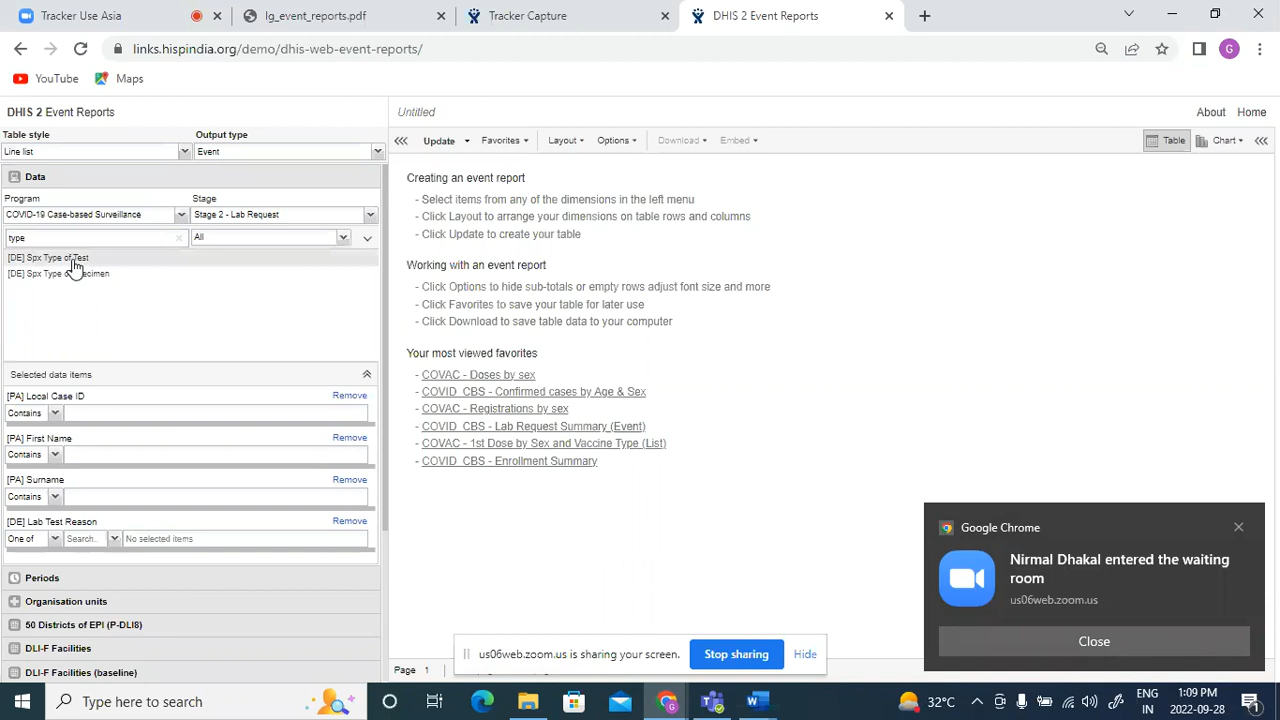 Tracker Use Asia
lg_event_reports.pdf
Tracker Capture
DHIS 2 Event Reports
links.hispindia.org/demo/dhis-web-event-reports/
G
YouTube
Maps
DHIS 2 Event Reports
Untitled
About
Home
Table style
Output type
Line list
Event
Update
Favorites
Layout
Options
Download
Embed
Table
Chart
Data
Program
Stage
COVID-19 Case-based Surveillance
Stage 2 - Lab Request
type
All
[DE] Spx Type of Test
[DE] Spx Type of Specimen
Selected data items
[PA] Local Case ID
Remove
Contains
[PA] First Name
Remove
Contains
[PA] Surname
Remove
Contains
[DE] Lab Test Reason
Remove
One of
Search..
No selected items
Periods
Organisation units
50 Districts of EPI (P-DLI8)
DLI-F Facilities
DLI-F Facilities (baseline)
Creating an event report
- Select items from any of the dimensions in the left menu
- Click Layout to arrange your dimensions on table rows and columns
- Click Update to create your table
Working with an event report
- Click Options to hide sub-totals or empty rows adjust font size and more
- Click Favorites to save your table for later use
- Click Download to save table data to your computer
Your most viewed favorites
- COVAC - Doses by sex
- COVID_CBS - Confirmed cases by Age & Sex
- COVAC - Registrations by sex
- COVID_CBS - Lab Request Summary (Event)
- COVAC - 1st Dose by Sex and Vaccine Type (List)
- COVID_CBS - Enrollment Summary
Google Chrome
Nirmal Dhakal entered the waiting
room
us06web.zoom.us
Close
us06web.zoom.us is sharing your screen.
Stop sharing
Hide
Page 1
Type here to search
32°C
ENG
IN
1:09 PM
2022-09-28
1